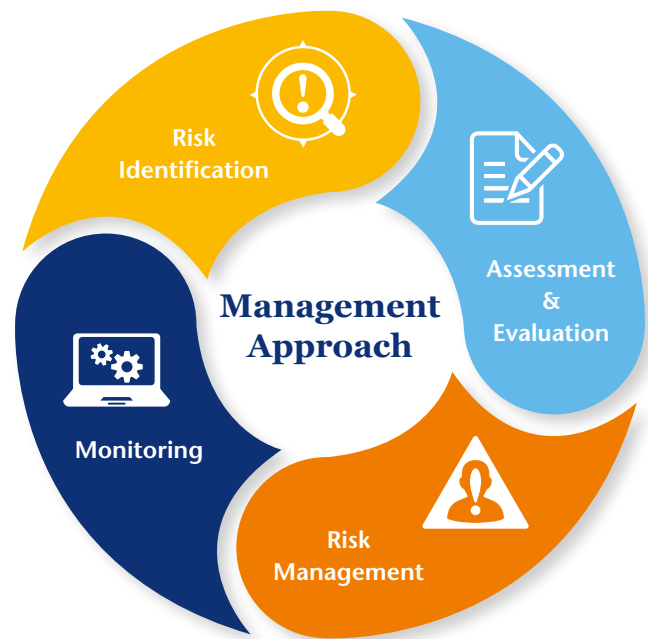 Risk
Identification
Assessment
&
Evaluation
Management
Approach
Monitoring
Risk
Management